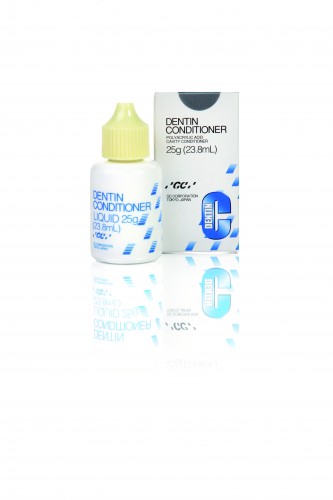 DENTIN
CONDITIONER
LIQUID 25g
(23.8mL)
GC
DENTIN
CONDITIONER
POLYACRYLIC ACID
CAVITY CONDITIONER
25g (23.8mL)
GC
GC CORPORATION
TOKYO JAPAN
DENTIN
C